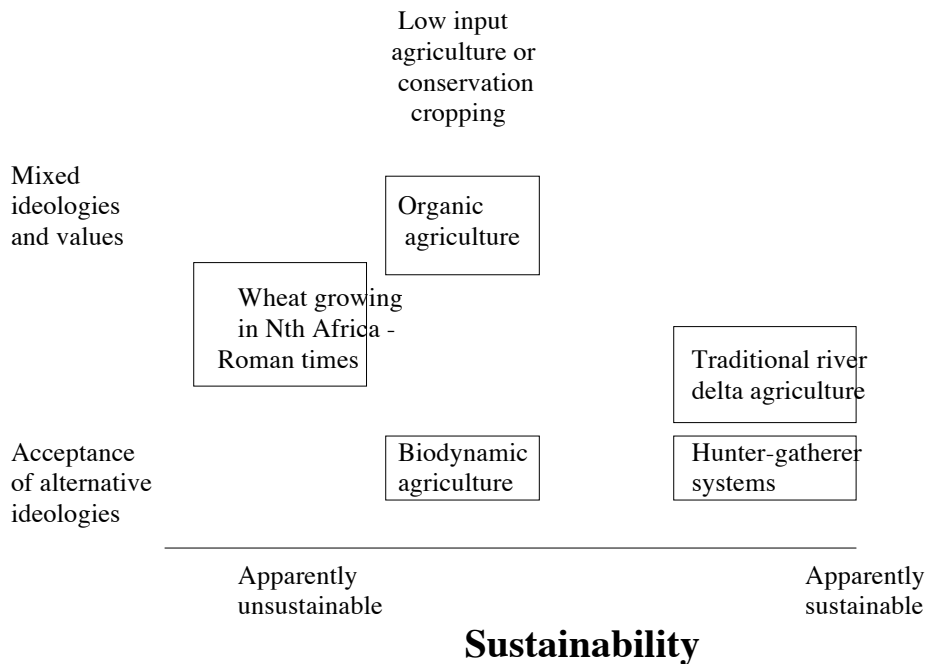 Low input
agriculture or
conservation
cropping
Mixed
ideologies
and values
Organic
agriculture
Wheat growing
in Nth Africa -
Roman times
Traditional river
delta agriculture
Acceptance
of alternative
ideologies
Biodynamic
agriculture
Hunter-gatherer
systems
Apparently
unsustainable
Apparently
sustainable
Sustainability